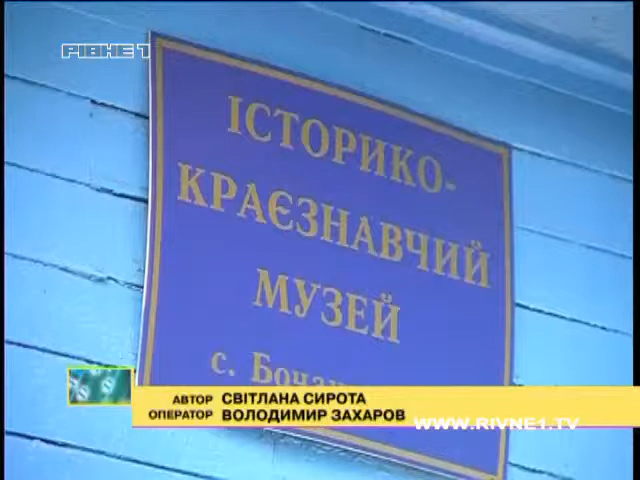 РІВНЕ 1
ІСТОРИКО-
КРАЄЗНАВЧИЙ
МУЗЕЙ
с.
АВТОР СВІТЛАНА СИРОТА
ОПЕРАТОР ВОЛОДИМИР ЗАХАРОВ
WWW.RIVNE1.TV